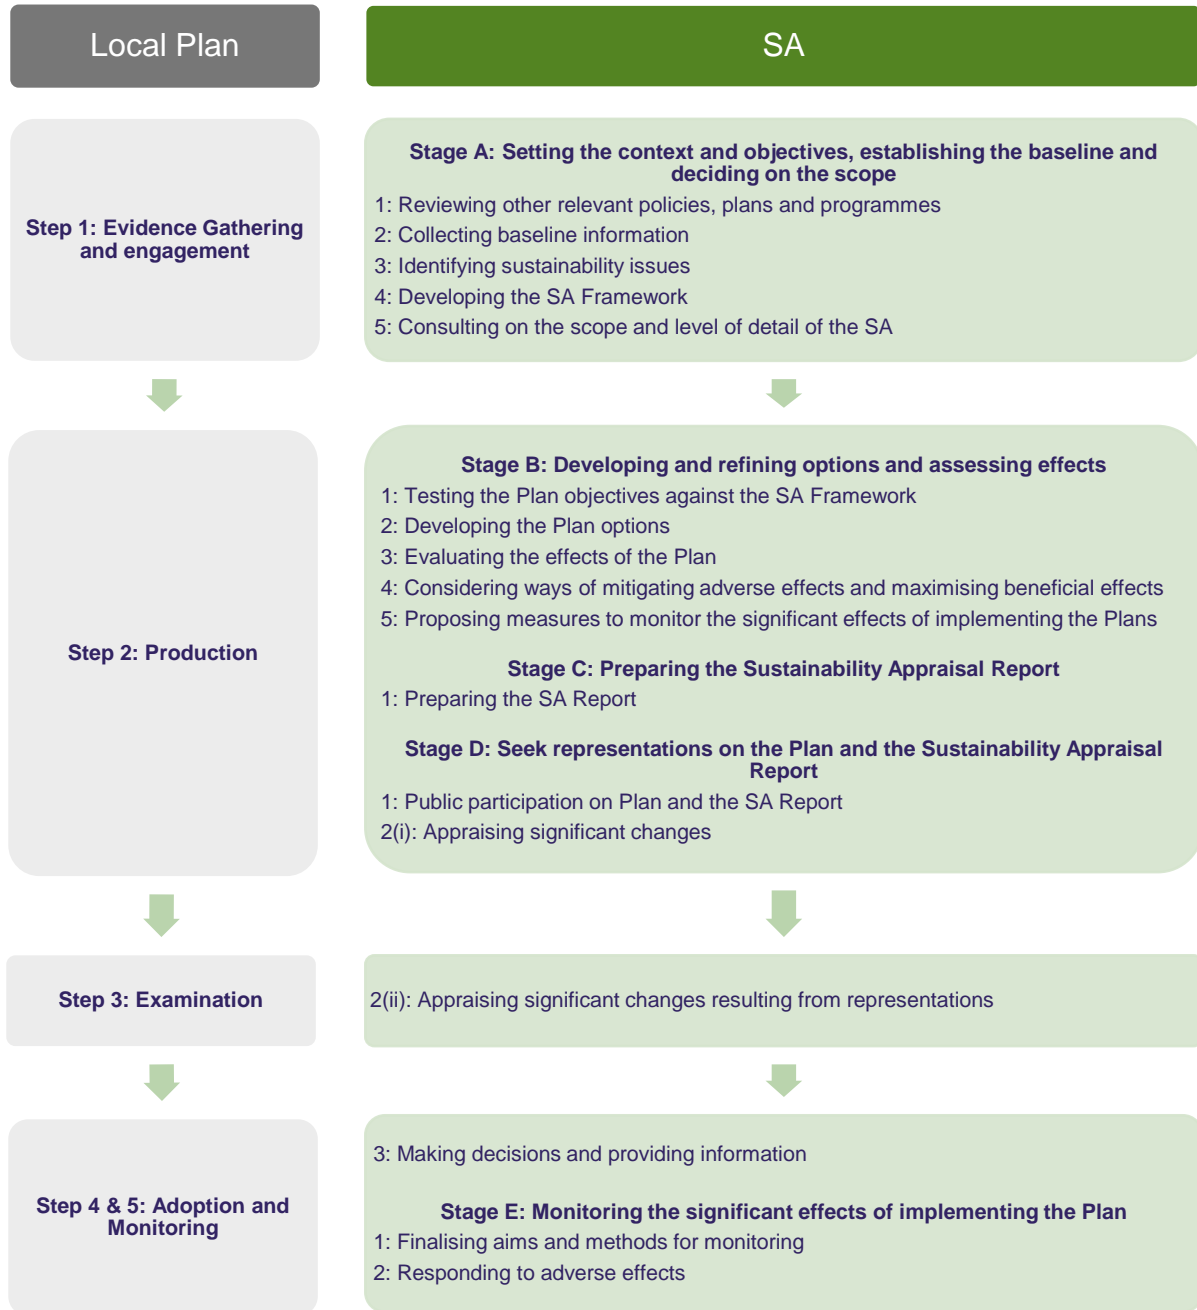 Local Plan
SA
Step 1: Evidence Gathering
and engagement
Stage A: Setting the context and objectives, establishing the baseline and
deciding on the scope
1: Reviewing other relevant policies, plans and programmes
2: Collecting baseline information
3: Identifying sustainability issues
4: Developing the SA Framework
5: Consulting on the scope and level of detail of the SA
Step 2: Production
Stage B: Developing and refining options and assessing effects
1: Testing the Plan objectives against the SA Framework
2: Developing the Plan options
3: Evaluating the effects of the Plan
4: Considering ways of mitigating adverse effects and maximising beneficial effects
5: Proposing measures to monitor the significant effects of implementing the Plans
Stage C: Preparing the Sustainability Appraisal Report
1: Preparing the SA Report
Stage D: Seek representations on the Plan and the Sustainability Appraisal
Report
1: Public participation on Plan and the SA Report
2(i): Appraising significant changes
Step 3: Examination
2(ii): Appraising significant changes resulting from representations
Step 4 & 5: Adoption and
Monitoring
3: Making decisions and providing information
Stage E: Monitoring the significant effects of implementing the Plan
1: Finalising aims and methods for monitoring
2: Responding to adverse effects